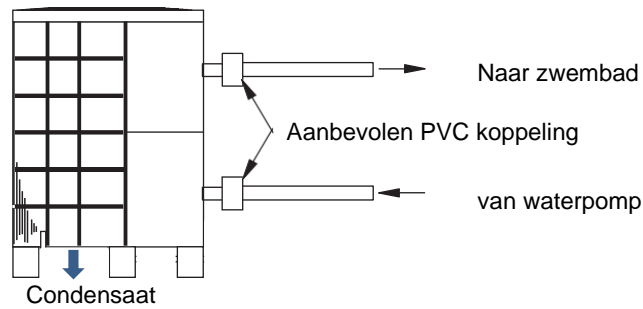 Naar zwembad
Aanbevolen PVC koppeling
van waterpomp
Condensaat